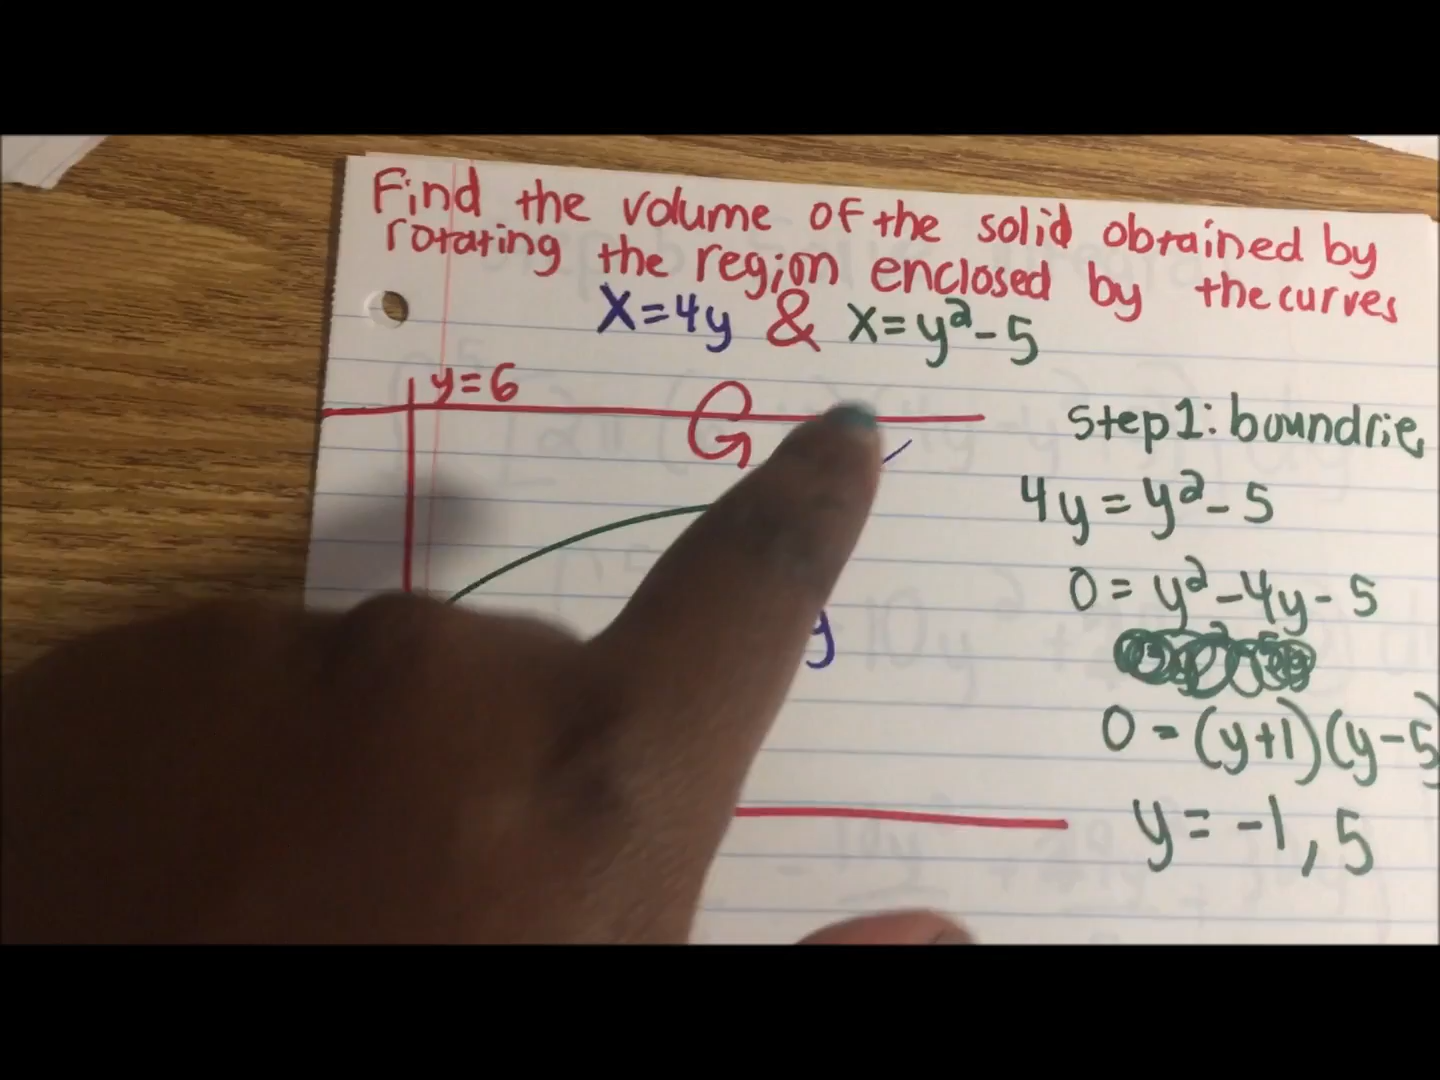 Find the volume of the solid obtained by
rotating the region enclosed by the curves
x=4y & x=y²-5
y=6
Step1: boundrie
4y = y²-5
0 = y²-4y-5
0 = (y+1)(y-5)
y = -1, 5
y